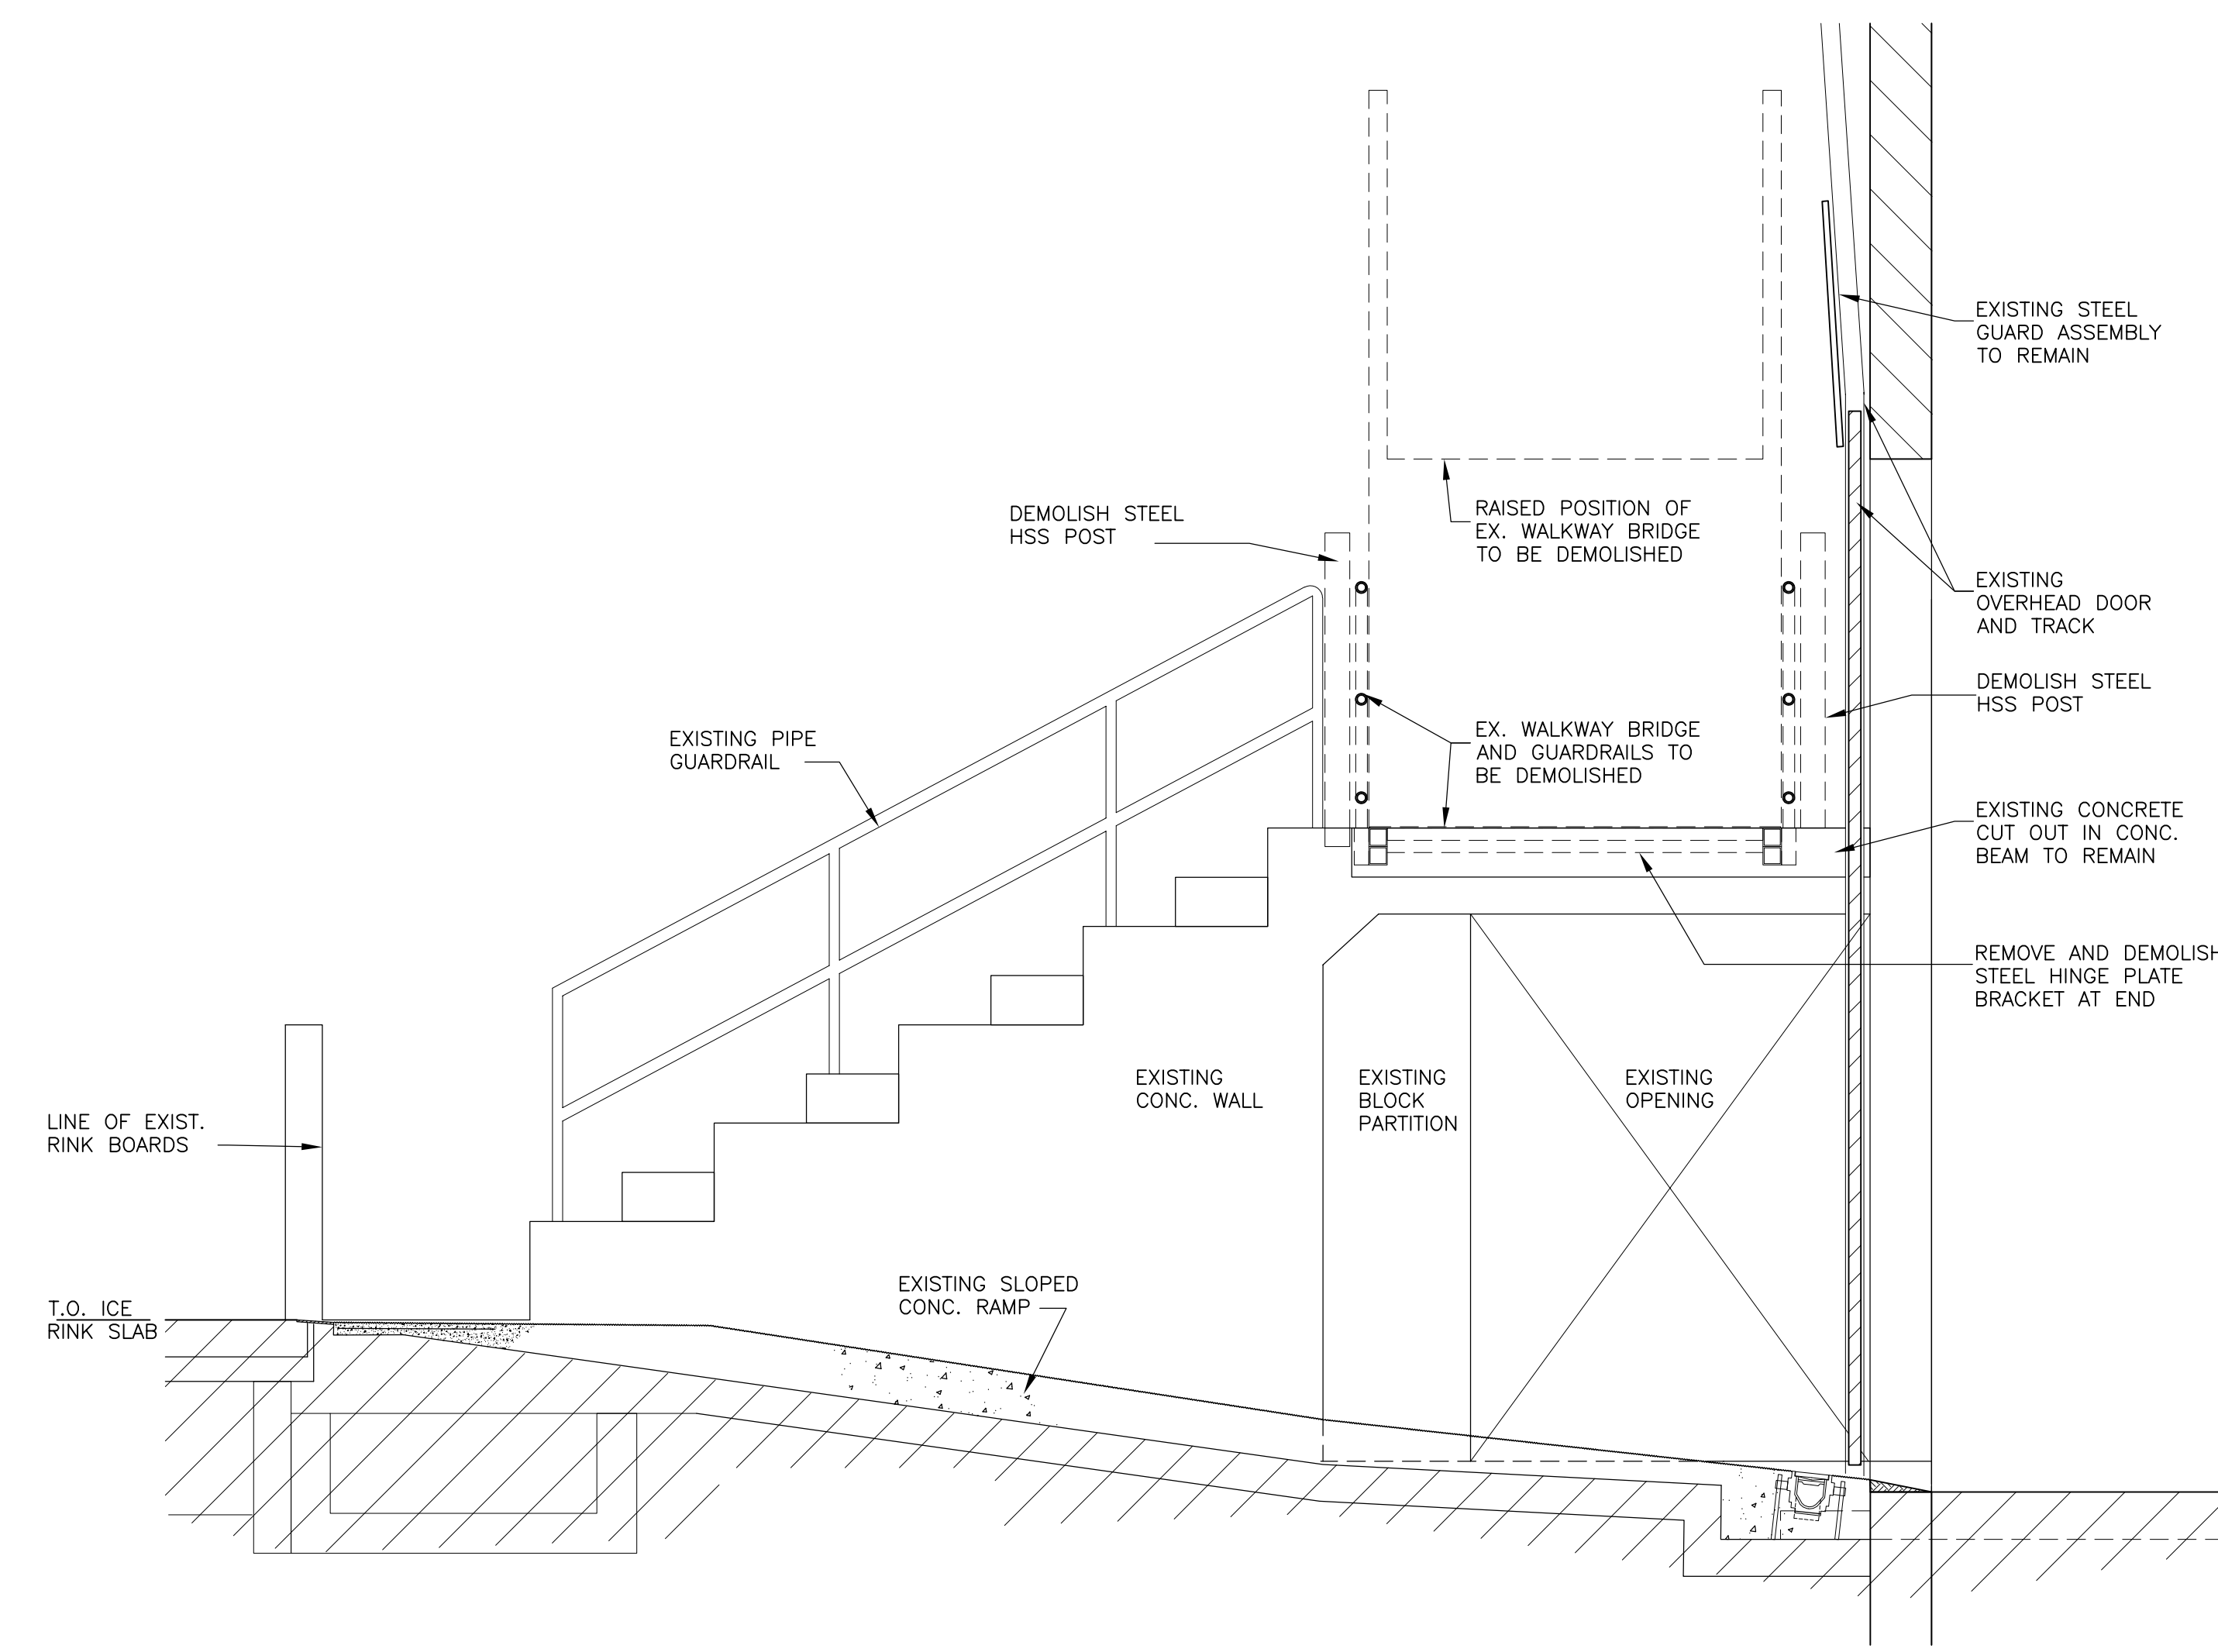 EXISTING STEEL
GUARD ASSEMBLY
TO REMAIN
DEMOLISH STEEL
HSS POST
RAISED POSITION OF
EX. WALKWAY BRIDGE
TO BE DEMOLISHED
EXISTING
OVERHEAD DOOR
AND TRACK
DEMOLISH STEEL
HSS POST
EXISTING PIPE
GUARDRAIL
EX. WALKWAY BRIDGE
AND GUARDRAILS TO
BE DEMOLISHED
EXISTING CONCRETE
CUT OUT IN CONC.
BEAM TO REMAIN
REMOVE AND DEMOLISH
STEEL HINGE PLATE
BRACKET AT END
EXISTING
CONC. WALL
EXISTING
BLOCK
PARTITION
EXISTING
OPENING
LINE OF EXIST.
RINK BOARDS
EXISTING SLOPED
CONC. RAMP
T.O. ICE
RINK SLAB